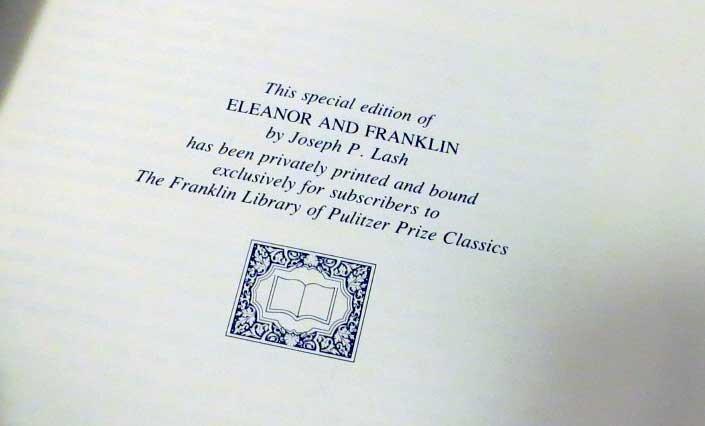 This special edition of
ELEANOR AND FRANKLIN
by Joseph P. Lash
has been privately printed and bound
exclusively for subscribers to
The Franklin Library of Pulitzer Prize Classics